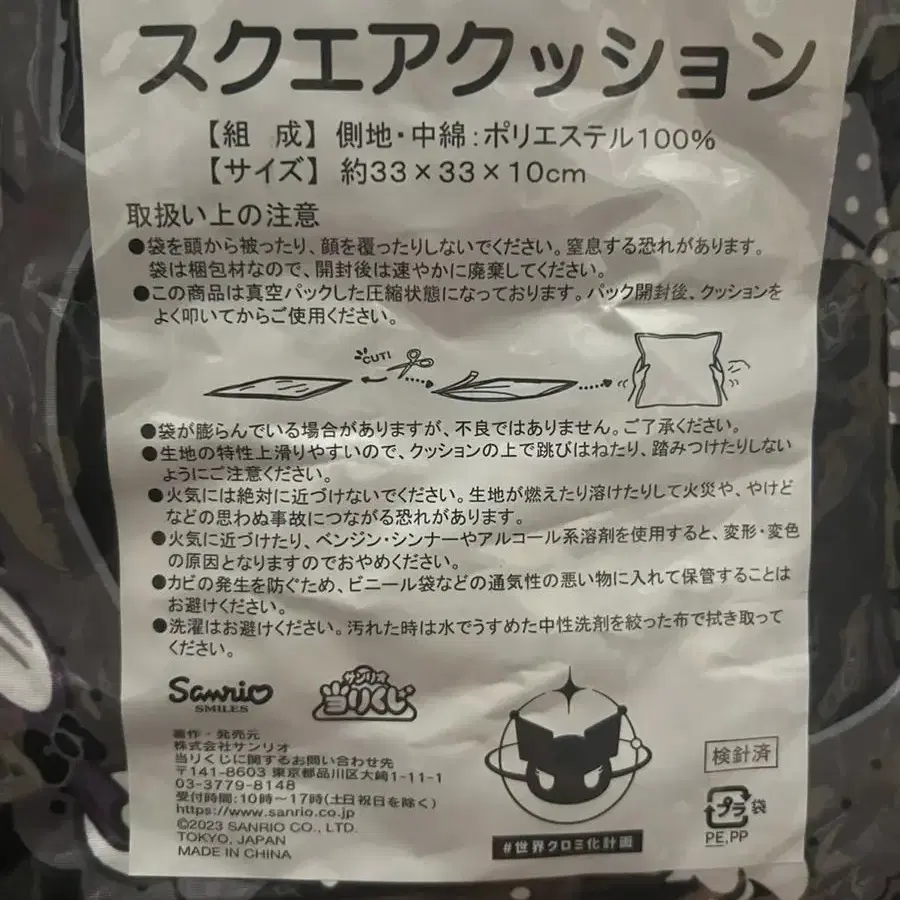 スクエアクッション
【組 成】側地・中綿:ポリエステル100%
【サイズ】約33×33×10cm
取扱い上の注意
●袋を頭から被ったり、顔を覆ったりしないでください。窒息する恐れがあります。
袋は梱包材なので、開封後は速やかに廃棄してください。
●この商品は真空パックした圧縮状態になっております。パック開封後、クッションを
よく叩いてからご使用ください。
CUT!
●袋が膨らんでいる場合がありますが、不良ではありません。ご了承ください。
●生地の特性上滑りやすいので、クッションの上で跳びはねたり、踏みつけたりしない
ようにご注意ください。
●火気には絶対に近づけないでください。生地が燃えたり溶けたりして火災や、やけど
などの思わぬ事故につながる恐れがあります。
●火気に近づけたり、ベンジン・シンナーやアルコール系溶剤を使用すると、変形・変色
の原因となりますのでおやめください。
●カビの発生を防ぐため、ビニール袋などの通気性の悪い物に入れて保管することは
お避けください。
●洗濯はお避けください。汚れた時は水でうすめた中性洗剤を絞った布で拭き取って
ください。
Sanrio
SMILES
サンリオ
当りくじ
著作・発売元
株式会社サンリオ
当りくじに関するお問い合わせ先
〒141-8603 東京都品川区大崎1-11-1
03-3779-8148
受付時間:10時〜17時(土日祝日を除く)
https://www.sanrio.co.jp
©2023 SANRIO CO., LTD.
TOKYO, JAPAN
MADE IN CHINA
#世界クロミ化計画
検針済
プラ 袋
PE,PP